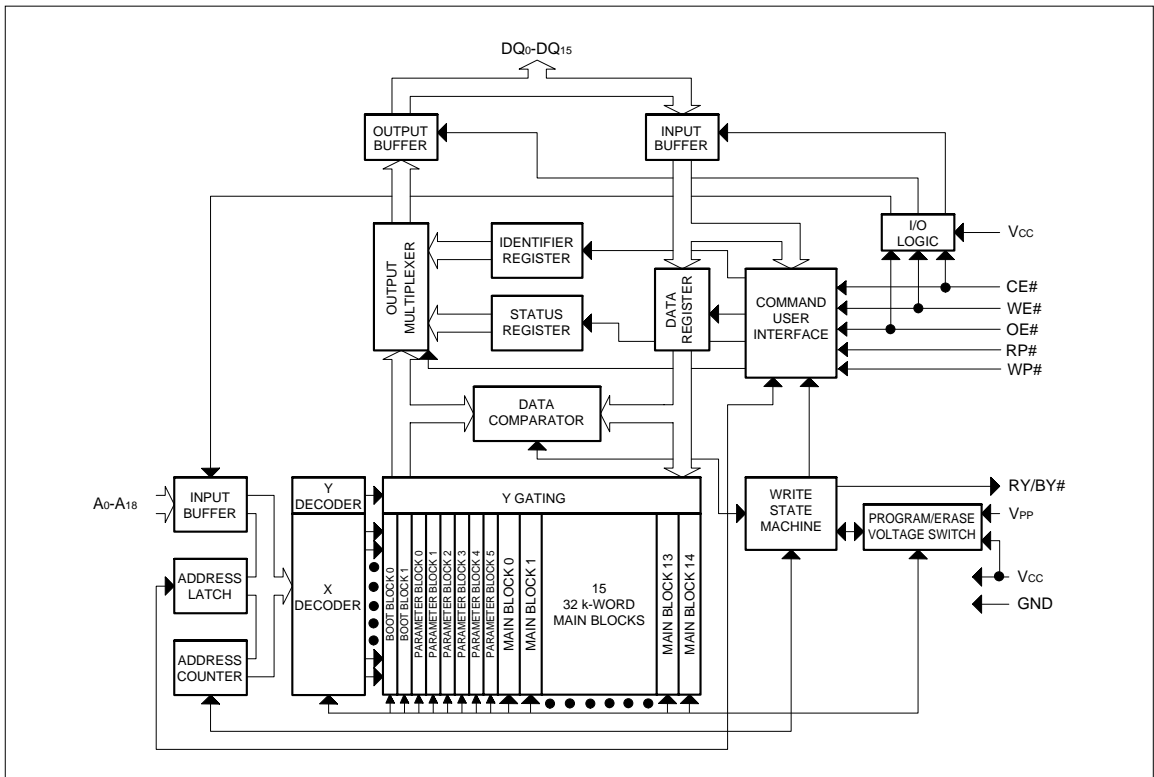 DQ0-DQ15
OUTPUT
BUFFER
INPUT
BUFFER
I/O
LOGIC
VCC
OUTPUT
MULTIPLEXER
IDENTIFIER
REGISTER
STATUS
REGISTER
DATA
REGISTER
COMMAND
USER
INTERFACE
CE#
WE#
OE#
RP#
WP#
DATA
COMPARATOR
A0-A18
INPUT
BUFFER
Y
DECODER
Y GATING
WRITE
STATE
MACHINE
RY/BY#
PROGRAM/ERASE
VOLTAGE SWITCH
VPP
VCC
GND
ADDRESS
LATCH
ADDRESS
COUNTER
X
DECODER
BOOT BLOCK 0
BOOT BLOCK 1
PARAMETER BLOCK 0
PARAMETER BLOCK 1
PARAMETER BLOCK 2
PARAMETER BLOCK 3
PARAMETER BLOCK 4
PARAMETER BLOCK 5
MAIN BLOCK 0
MAIN BLOCK 1
15
32 k-WORD
MAIN BLOCKS
MAIN BLOCK 13
MAIN BLOCK 14